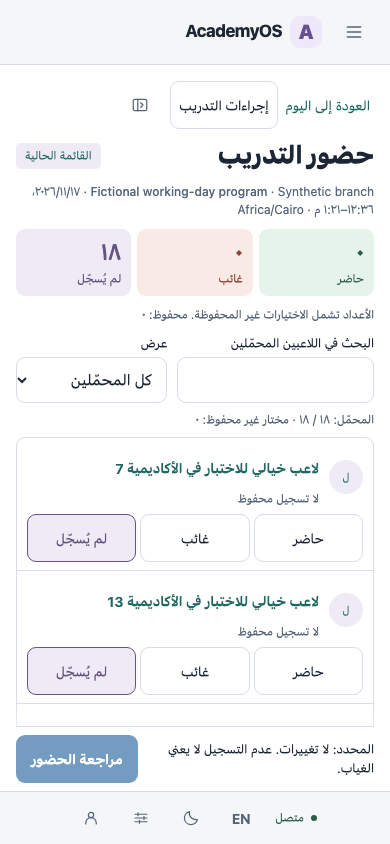 AcademyOS A
العودة إلى اليوم
إجراءات التدريب
حضور التدريب
القائمة الحالية
Fictional working-day program · Synthetic branch · ٢٠٢٦/١١/١٧،
١٢:٣٦–١:٢١ م · Africa/Cairo
٠
حاضر
٠
غائب
١٨
لم يُسجَّل
الأعداد تشمل الاختيارات غير المحفوظة. محفوظ: ٠
البحث في اللاعبين المحمّلين
عرض
كل المحمّلين
المحمّل: ١٨ / ١٨ · مختار غير محفوظ: ٠
ل
لاعب خيالي للاختبار في الأكاديمية 7
لا تسجيل محفوظ
حاضر
غائب
لم يُسجَّل
ل
لاعب خيالي للاختبار في الأكاديمية 13
لا تسجيل محفوظ
حاضر
غائب
لم يُسجَّل
المحدد: لا تغييرات. عدم التسجيل لا يعني
الغياب.
مراجعة الحضور
متصل
EN